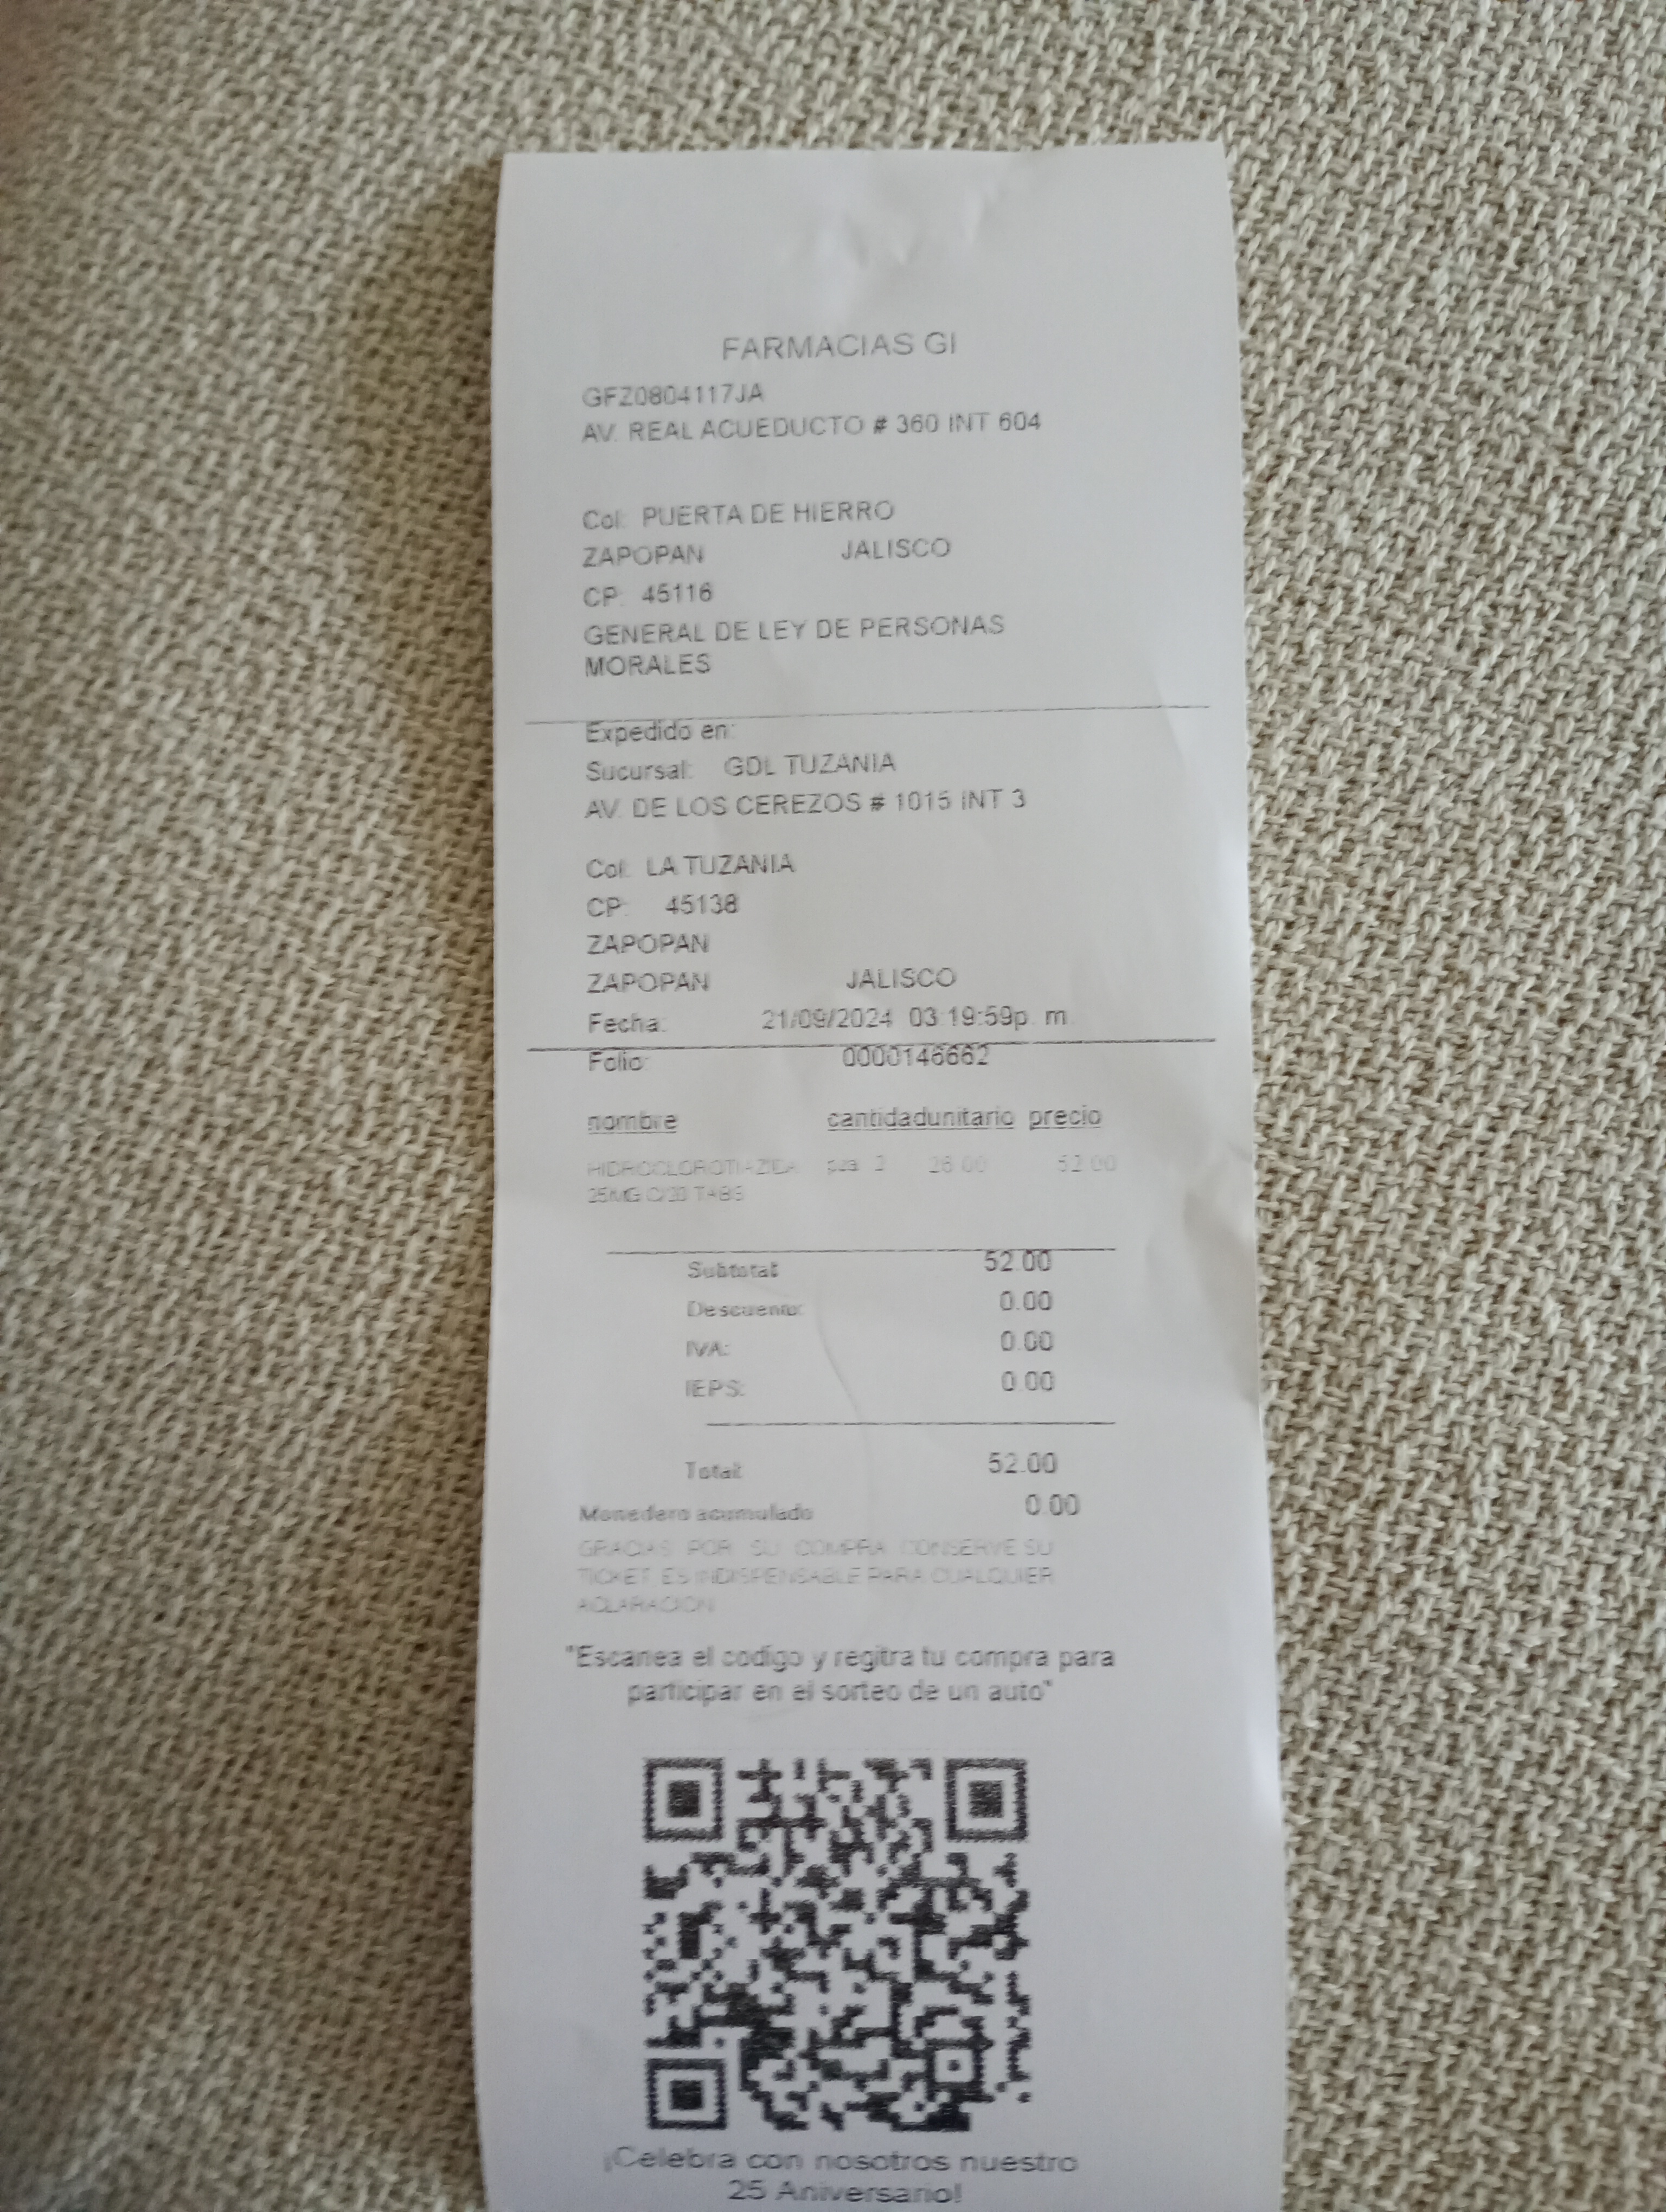 FARMACIAS GI
GFZ0804117JA
AV. REAL ACUEDUCTO # 360 INT 604
Col: PUERTA DE HIERRO
ZAPOPAN JALISCO
CP: 45116
GENERAL DE LEY DE PERSONAS
MORALES
Expedido en:
Sucursal: GDL TUZANIA
AV. DE LOS CEREZOS # 1015 INT 3
Col: LA TUZANIA
CP: 45138
ZAPOPAN
ZAPOPAN JALISCO
Fecha: 21/09/2024 03:19:59p. m.
Folio: 0000146662
nombre cantidadunitario precio
HIDROCLOROTIAZIDA pza 2 26.00 52.00
25MG C/20 TABS
Subtotal: 52.00
Descuento: 0.00
IVA: 0.00
IEPS: 0.00
Total: 52.00
Monedero acumulado 0.00
GRACIAS POR SU COMPRA CONSERVE SU
TICKET ES INDISPENSABLE PARA CUALQUIER
ACLARACION
"Escanea el codigo y regitra tu compra para
participar en el sorteo de un auto"
¡Celebra con nosotros nuestro
25 Aniversario!